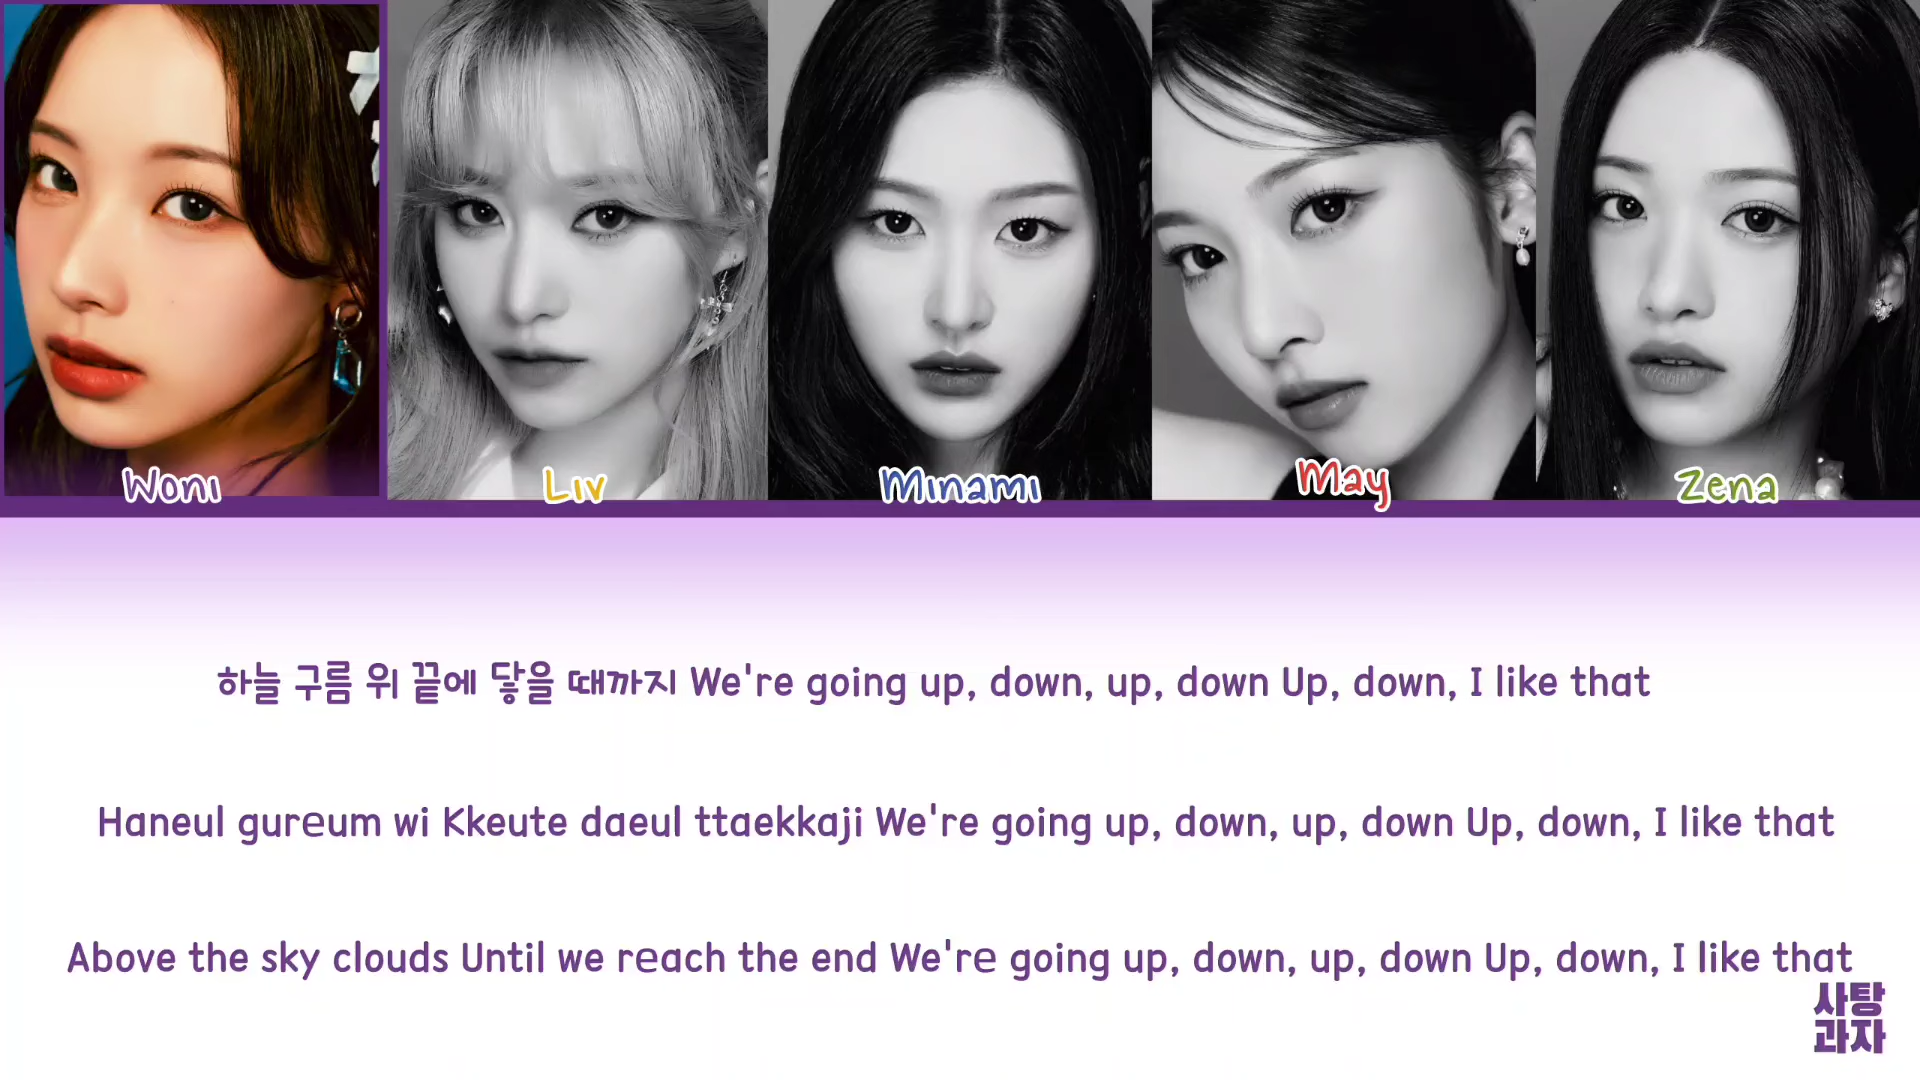 Woni
Liv
Minami
May
Zena
하늘 구름 위 끝에 닿을 때까지 We're going up, down, up, down Up, down, I like that
Haneul gureum wi Kkeute daeul ttaekkaji We're going up, down, up, down Up, down, I like that
Above the sky clouds Until we reach the end We're going up, down, up, down Up, down, I like that
사탕
과자